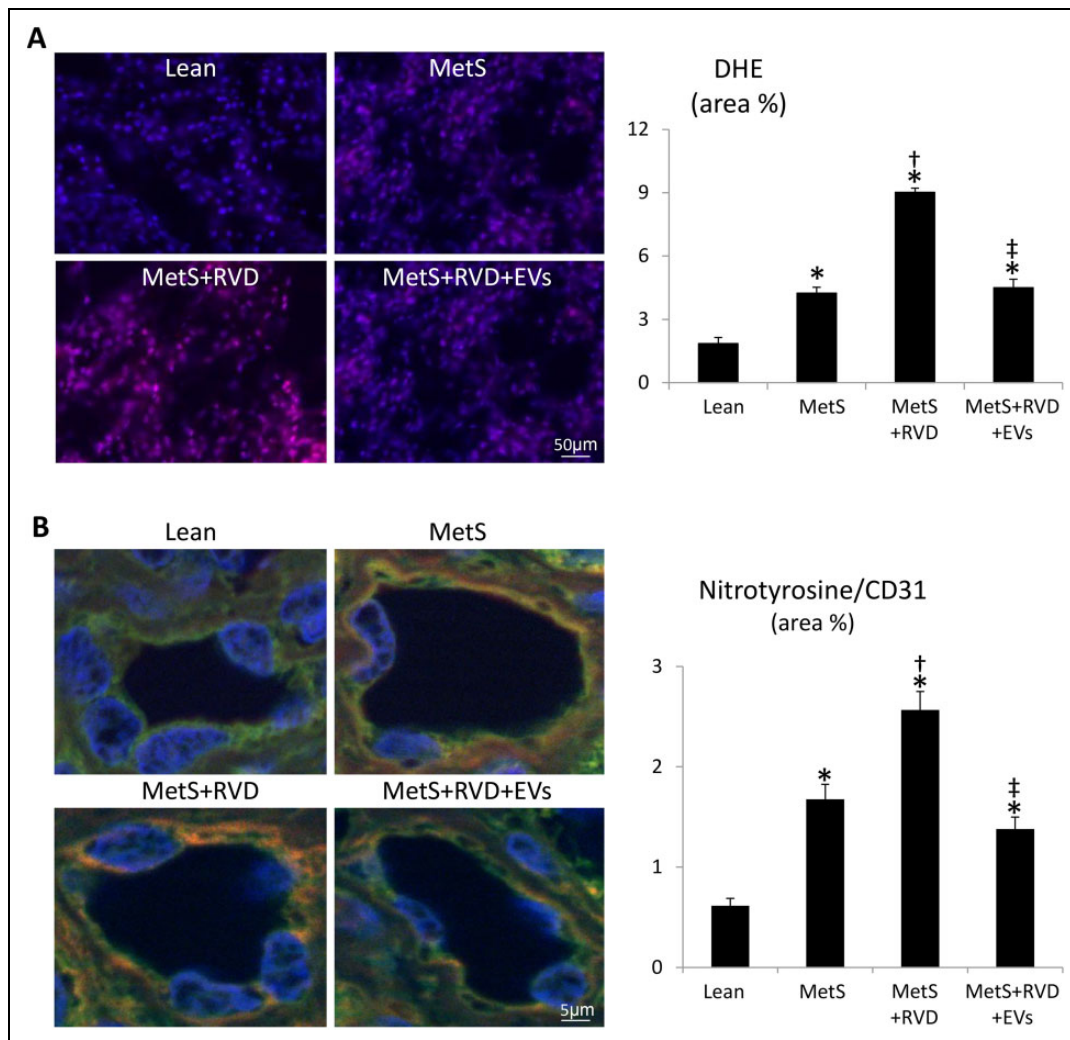 A
Lean
MetS
MetS+RVD
MetS+RVD+EVs
50µm
DHE
(area %)
12
9
6
3
0
*
†
*
‡
*
Lean
MetS
MetS
+RVD
MetS+RVD
+EVs
B
Lean
MetS
MetS+RVD
MetS+RVD+EVs
5µm
Nitrotyrosine/CD31
(area %)
3
2
1
0
*
†
*
‡
*
Lean
MetS
MetS
+RVD
MetS+RVD
+EVs